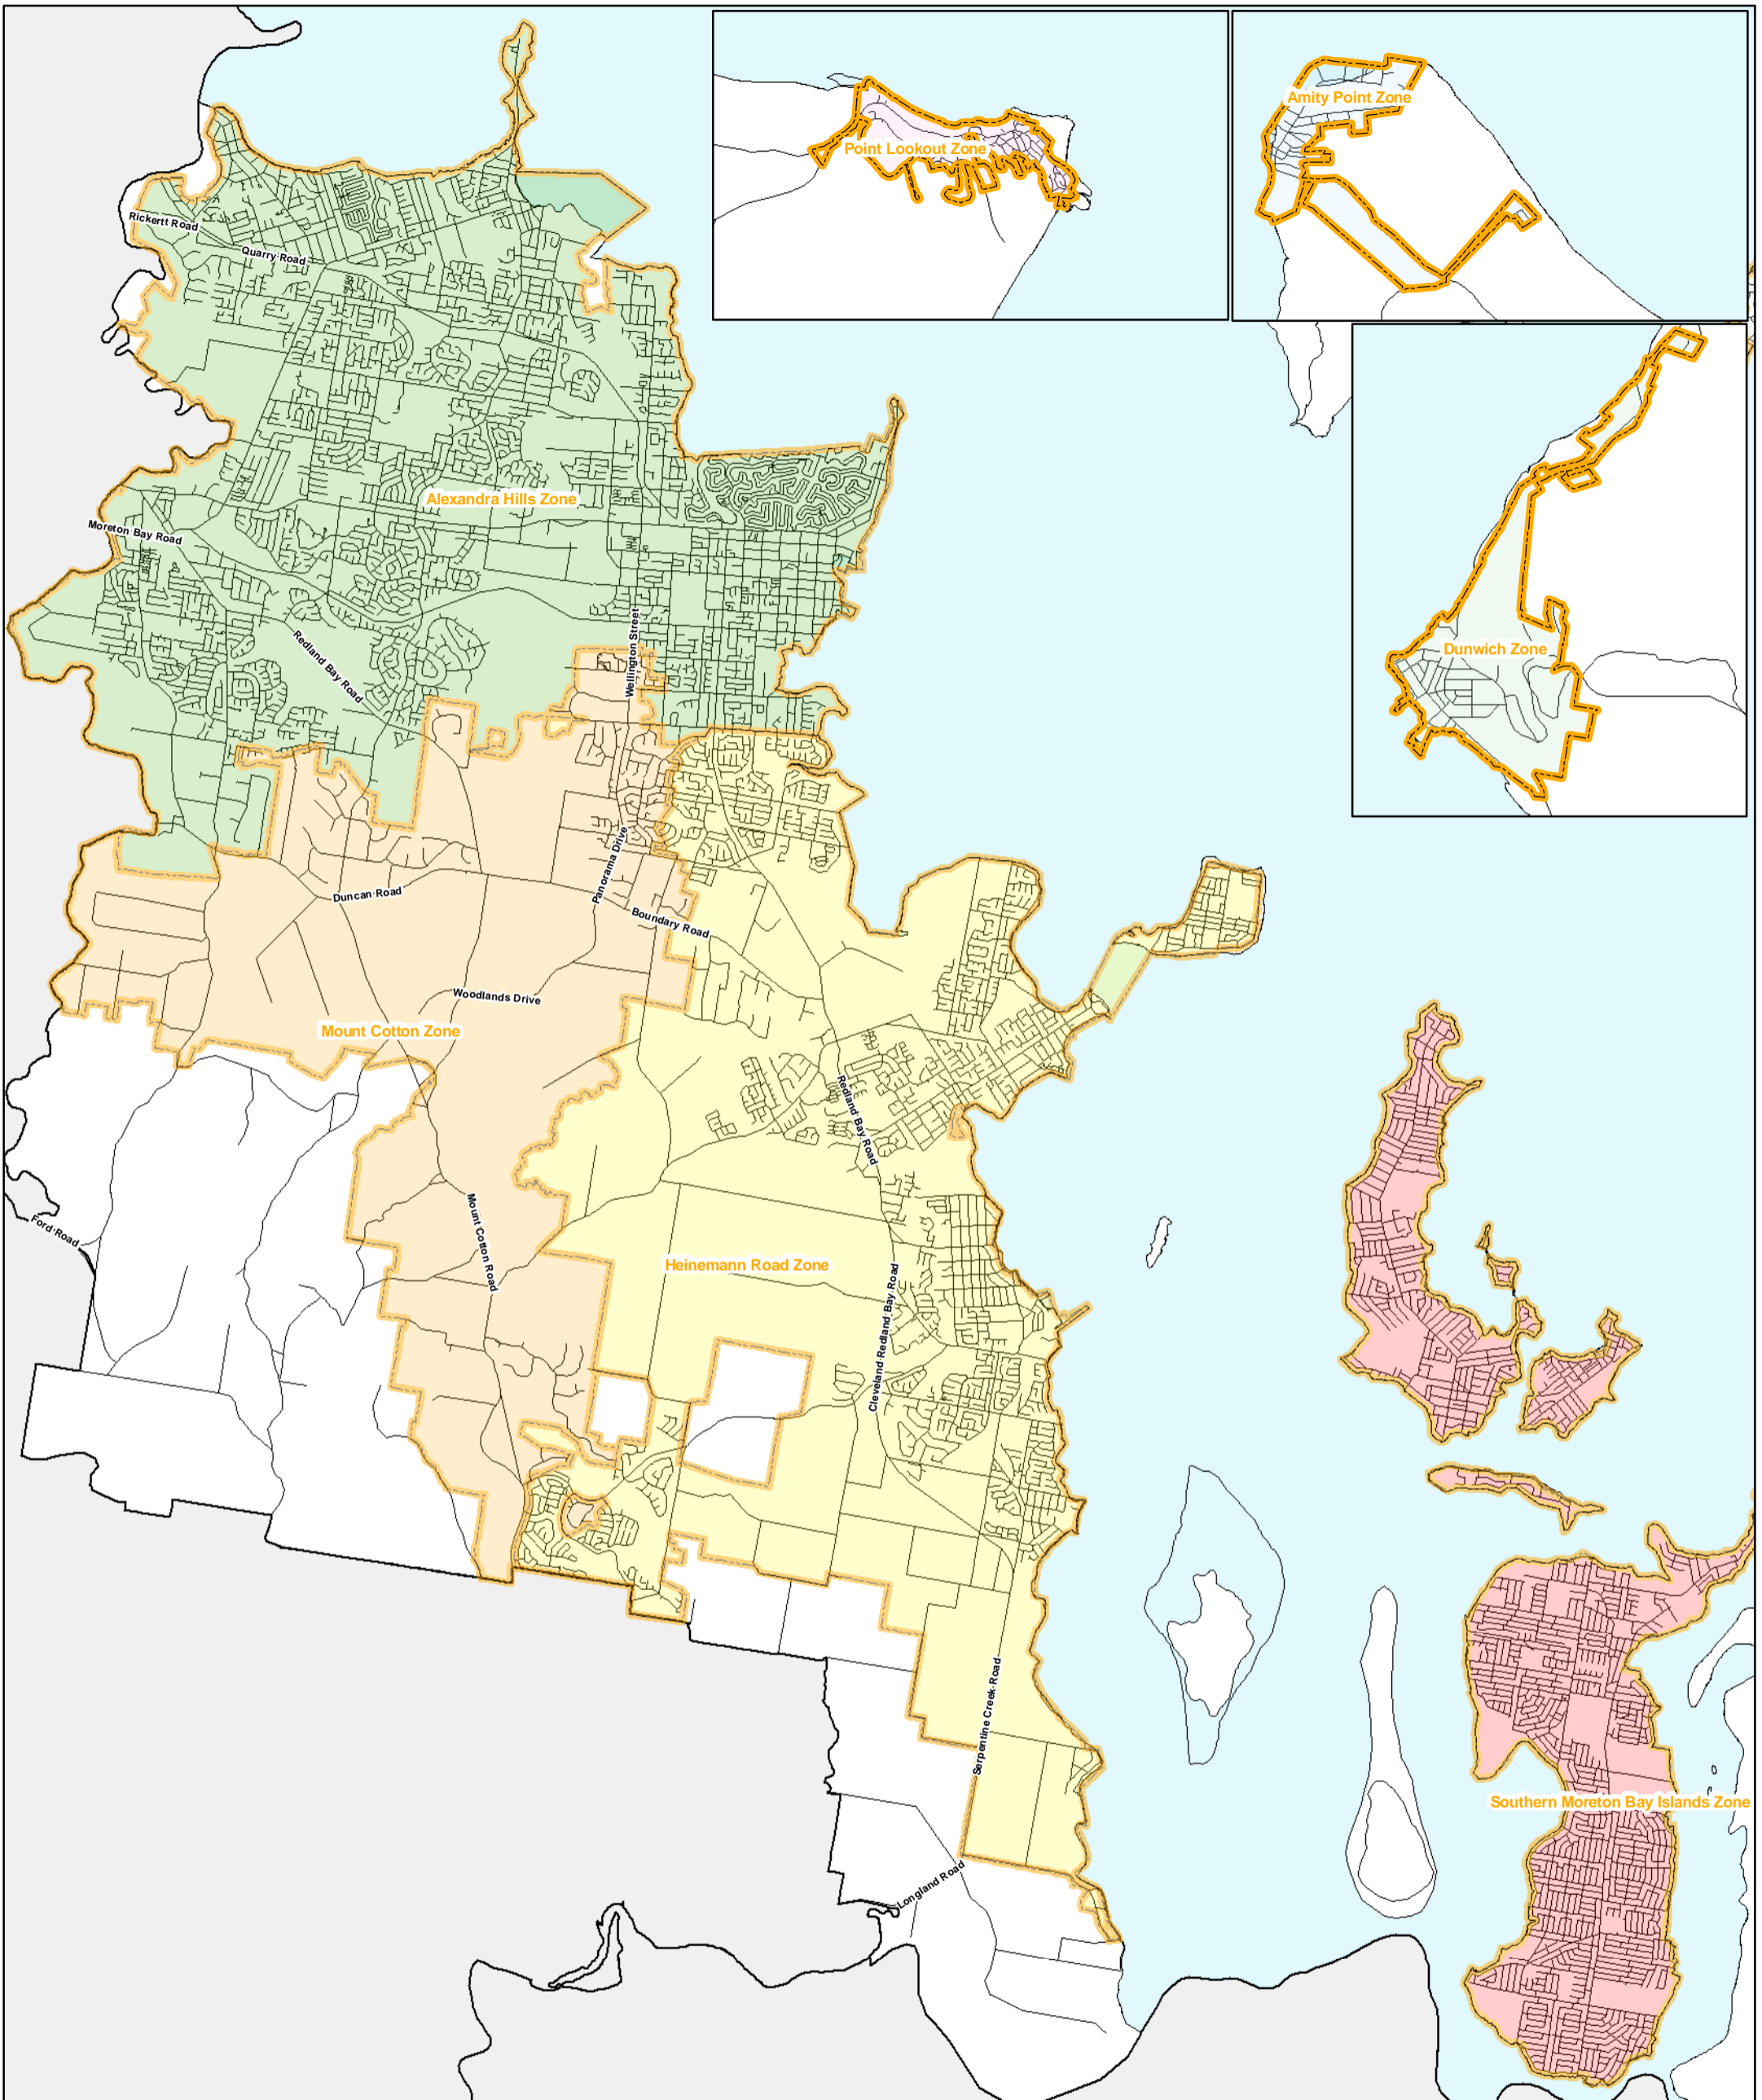 Amity Point Zone
Point Lookout Zone
Rickertt Road
Quarry Road
Alexandra Hills Zone
Moreton Bay Road
Redland Bay Road
Wellington Street
Dunwich Zone
Panorama Drive
Duncan Road
Boundary Road
Woodlands Drive
Mount Cotton Zone
Redland Bay Road
Ford Road
Mount Cotton Road
Heinemann Road Zone
Cleveland Redland Bay Road
Serpentine Creek Road
Southern Moreton Bay Islands Zone
Longland Road